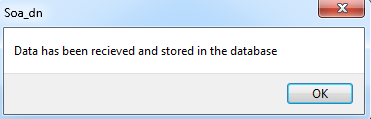 Soa_dn
Data has been recieved and stored in the database
OK